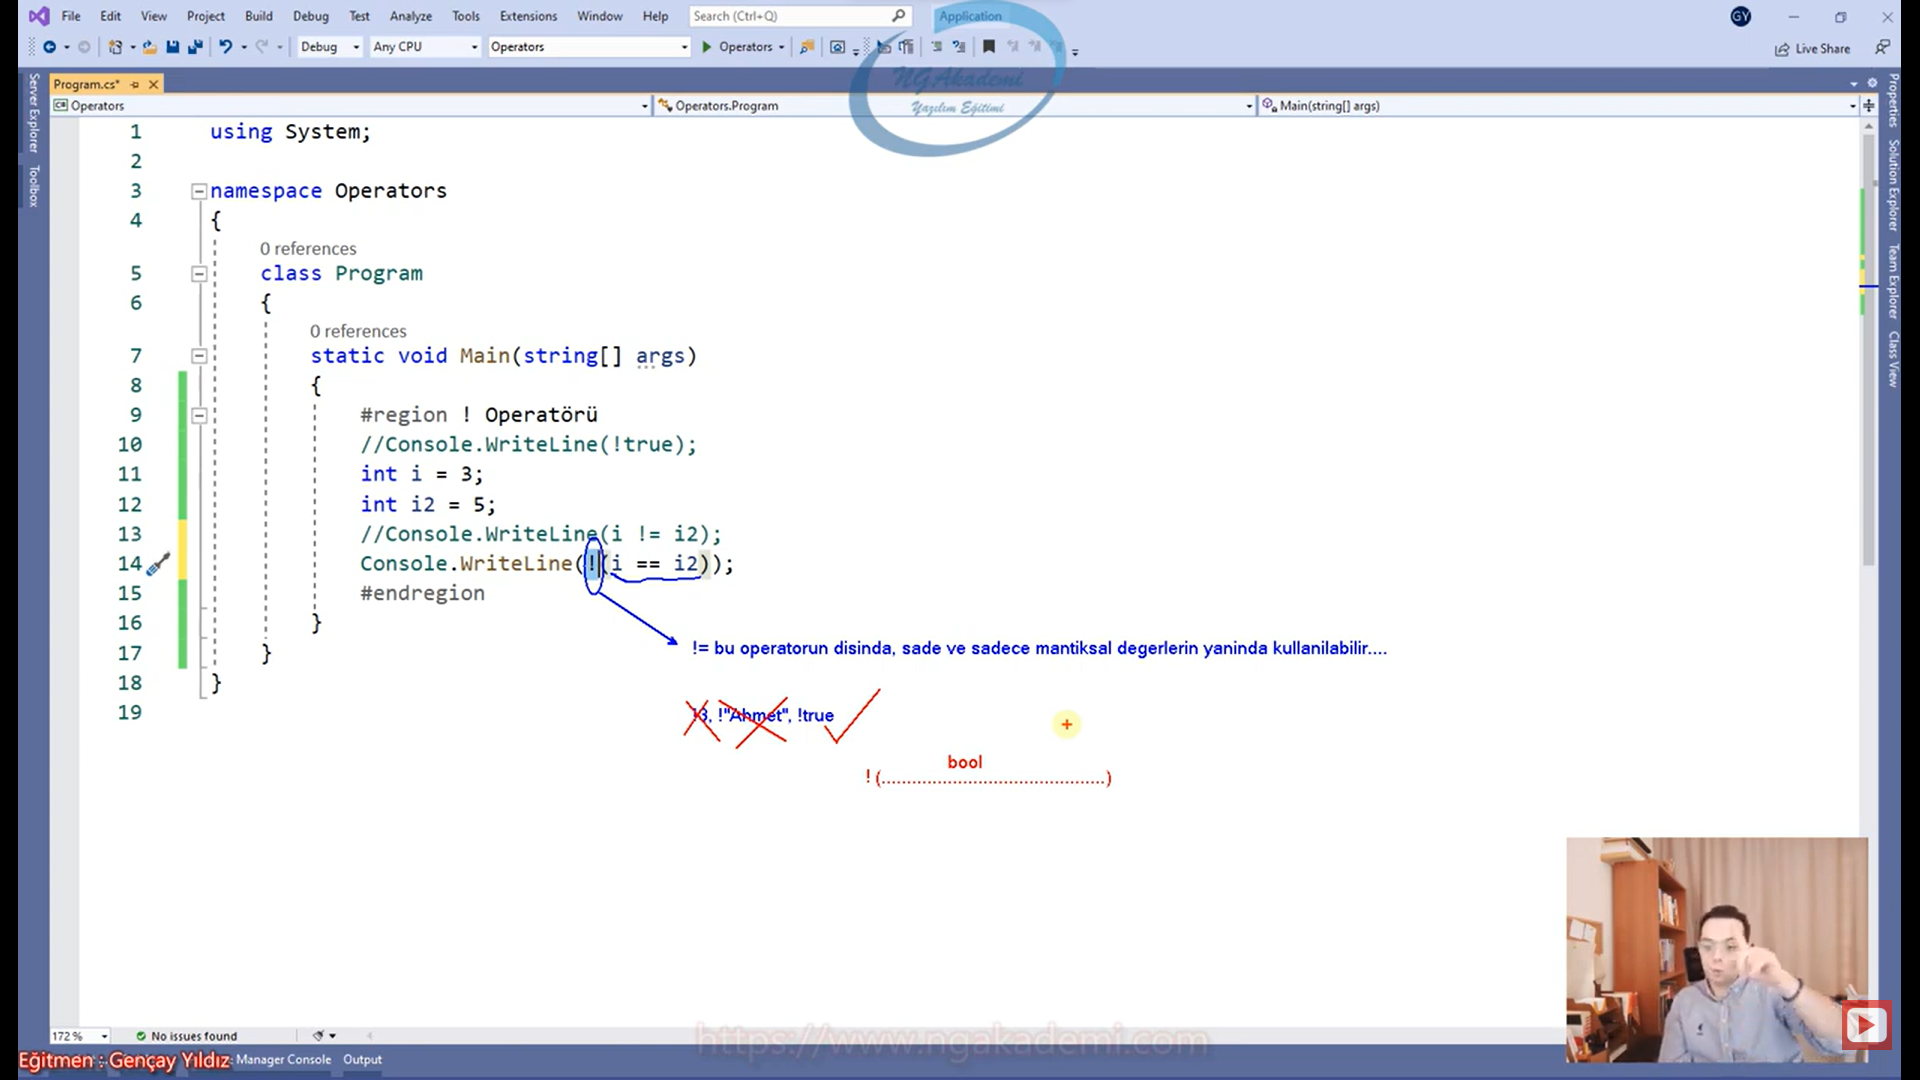 File Edit View Project Build Debug Test Analyze Tools Extensions Window Help Search (Ctrl+Q) Application GY
Debug Any CPU Operators Operators Live Share
NGAkademi
Yazılım Eğitimi
Program.cs*
Operators Operators.Program Main(string[] args)
Server Explorer
Toolbox
Properties
Solution Explorer
Team Explorer
Class View
1 using System;
2
3 namespace Operators
4 {
0 references
5 class Program
6 {
0 references
7 static void Main(string[] args)
8 {
9 #region ! Operatörü
10 //Console.WriteLine(!true);
11 int i = 3;
12 int i2 = 5;
13 //Console.WriteLine(i != i2);
14 Console.WriteLine(!(i == i2));
15 #endregion
16 }
17 }
18 }
19
!= bu operatorun disinda, sade ve sadece mantiksal degerlerin yaninda kullanilabilir....
!3, !"Ahmet", !true
bool
! (........................................)
172 % No issues found
https://www.ngakademi.com
Eğitmen : Gençay Yıldız Manager Console Output